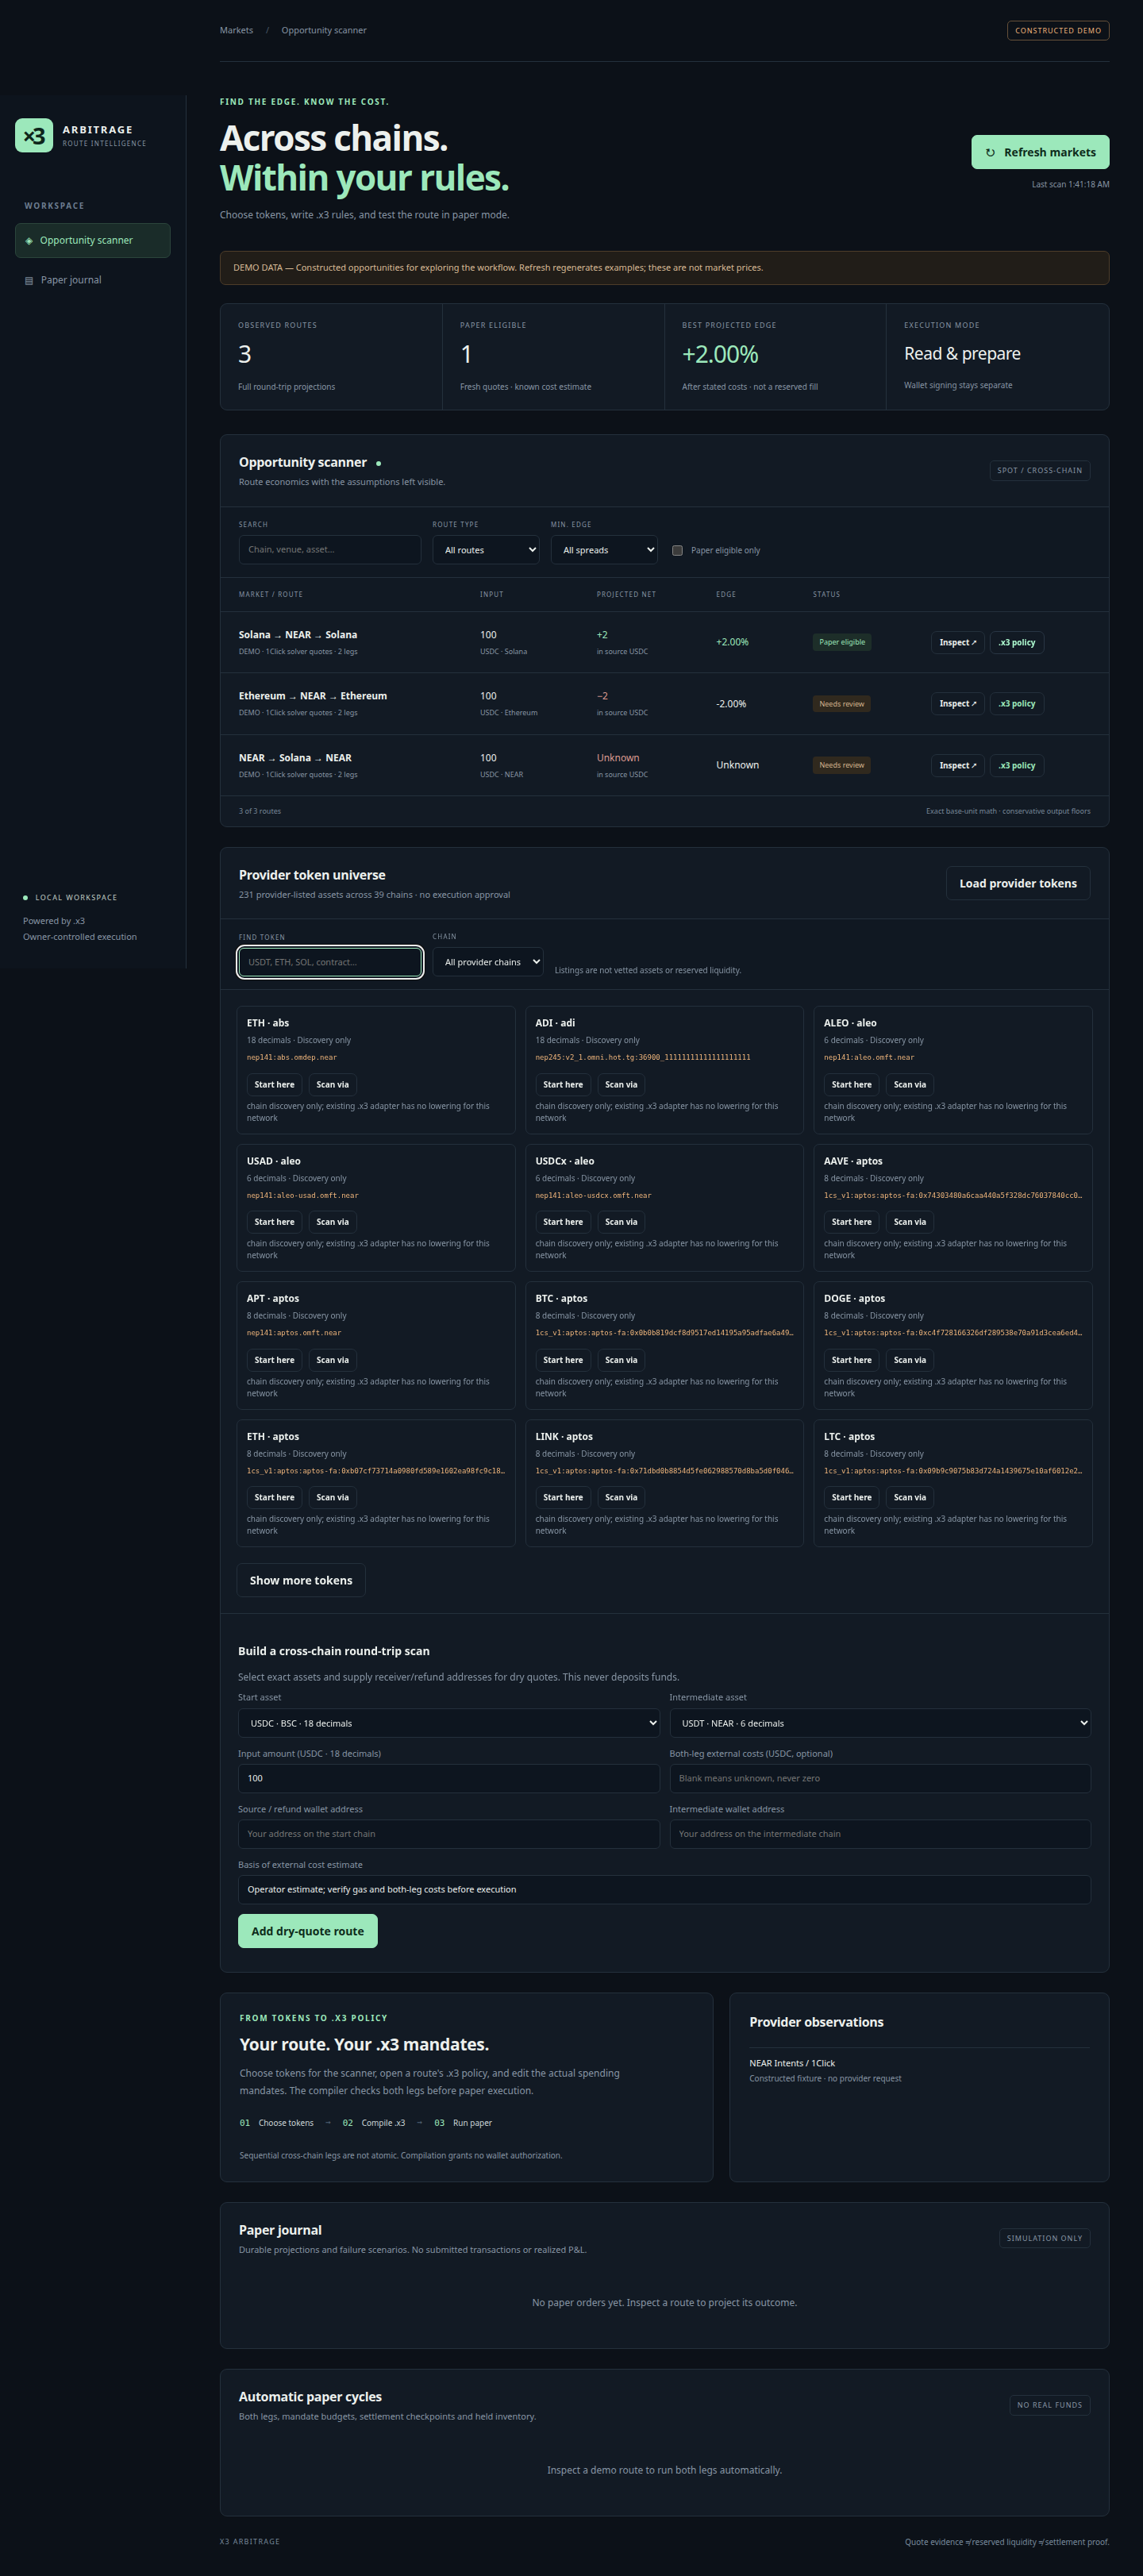 Markets / Opportunity scanner
CONSTRUCTED DEMO
×3
ARBITRAGE
ROUTE INTELLIGENCE
WORKSPACE
Opportunity scanner
Paper journal
LOCAL WORKSPACE
Powered by .x3
Owner-controlled execution
FIND THE EDGE. KNOW THE COST.
Across chains.
Within your rules.
Choose tokens, write .x3 rules, and test the route in paper mode.
↻ Refresh markets
Last scan 1:41:18 AM
DEMO DATA — Constructed opportunities for exploring the workflow. Refresh regenerates examples; these are not market prices.
OBSERVED ROUTES
3
Full round-trip projections
PAPER ELIGIBLE
1
Fresh quotes · known cost estimate
BEST PROJECTED EDGE
+2.00%
After stated costs · not a reserved fill
EXECUTION MODE
Read & prepare
Wallet signing stays separate
Opportunity scanner
Route economics with the assumptions left visible.
SPOT / CROSS-CHAIN
SEARCH
Chain, venue, asset…
ROUTE TYPE
All routes
MIN. EDGE
All spreads
Paper eligible only
MARKET / ROUTE INPUT PROJECTED NET EDGE STATUS
Solana → NEAR → Solana 100 +2 +2.00% Paper eligible Inspect ↗ .x3 policy
DEMO · 1Click solver quotes · 2 legs USDC · Solana in source USDC
Ethereum → NEAR → Ethereum 100 −2 -2.00% Needs review Inspect ↗ .x3 policy
DEMO · 1Click solver quotes · 2 legs USDC · Ethereum in source USDC
NEAR → Solana → NEAR 100 Unknown Unknown Needs review Inspect ↗ .x3 policy
DEMO · 1Click solver quotes · 2 legs USDC · NEAR in source USDC
3 of 3 routes
Exact base-unit math · conservative output floors
Provider token universe
231 provider-listed assets across 39 chains · no execution approval
Load provider tokens
FIND TOKEN
USDT, ETH, SOL, contract…
CHAIN
All provider chains
Listings are not vetted assets or reserved liquidity.
ETH · abs
18 decimals · Discovery only
nep141:abs.omdep.near
Start here Scan via
chain discovery only; existing .x3 adapter has no lowering for this
network
ADI · adi
18 decimals · Discovery only
nep245:v2_1.omni.hot.tg:36900_11111111111111111111
Start here Scan via
chain discovery only; existing .x3 adapter has no lowering for this
network
ALEO · aleo
6 decimals · Discovery only
nep141:aleo.omft.near
Start here Scan via
chain discovery only; existing .x3 adapter has no lowering for this
network
USAD · aleo
6 decimals · Discovery only
nep141:aleo-usad.omft.near
Start here Scan via
chain discovery only; existing .x3 adapter has no lowering for this
network
USDCx · aleo
6 decimals · Discovery only
nep141:aleo-usdcx.omft.near
Start here Scan via
chain discovery only; existing .x3 adapter has no lowering for this
network
AAVE · aptos
8 decimals · Discovery only
1cs_v1:aptos:aptos-fa:0x74303480a6caa440a5f328dc76037840cc0…
Start here Scan via
chain discovery only; existing .x3 adapter has no lowering for this
network
APT · aptos
8 decimals · Discovery only
nep141:aptos.omft.near
Start here Scan via
chain discovery only; existing .x3 adapter has no lowering for this
network
BTC · aptos
8 decimals · Discovery only
1cs_v1:aptos:aptos-fa:0x0b0b819dcf8d9517ed14195a95adfae6a49…
Start here Scan via
chain discovery only; existing .x3 adapter has no lowering for this
network
DOGE · aptos
8 decimals · Discovery only
1cs_v1:aptos:aptos-fa:0xc4f728166326df289538e70a91d3cea6ed4…
Start here Scan via
chain discovery only; existing .x3 adapter has no lowering for this
network
ETH · aptos
8 decimals · Discovery only
1cs_v1:aptos:aptos-fa:0xb07cf73714a0980fd589e1602ea98fc9c18…
Start here Scan via
chain discovery only; existing .x3 adapter has no lowering for this
network
LINK · aptos
8 decimals · Discovery only
1cs_v1:aptos:aptos-fa:0x71dbd0b8854d5fe062988570d8ba5d0f046…
Start here Scan via
chain discovery only; existing .x3 adapter has no lowering for this
network
LTC · aptos
8 decimals · Discovery only
1cs_v1:aptos:aptos-fa:0x09b9c9075b83d724a1439675e10af6012e2…
Start here Scan via
chain discovery only; existing .x3 adapter has no lowering for this
network
Show more tokens
Build a cross-chain round-trip scan
Select exact assets and supply receiver/refund addresses for dry quotes. This never deposits funds.
Start asset
USDC · BSC · 18 decimals
Intermediate asset
USDT · NEAR · 6 decimals
Input amount (USDC · 18 decimals)
100
Both-leg external costs (USDC, optional)
Blank means unknown, never zero
Source / refund wallet address
Your address on the start chain
Intermediate wallet address
Your address on the intermediate chain
Basis of external cost estimate
Operator estimate; verify gas and both-leg costs before execution
Add dry-quote route
FROM TOKENS TO .X3 POLICY
Your route. Your .x3 mandates.
Choose tokens for the scanner, open a route's .x3 policy, and edit the actual spending
mandates. The compiler checks both legs before paper execution.
01 Choose tokens → 02 Compile .x3 → 03 Run paper
Sequential cross-chain legs are not atomic. Compilation grants no wallet authorization.
Provider observations
NEAR Intents / 1Click
Constructed fixture · no provider request
Paper journal
Durable projections and failure scenarios. No submitted transactions or realized P&L.
SIMULATION ONLY
No paper orders yet. Inspect a route to project its outcome.
Automatic paper cycles
Both legs, mandate budgets, settlement checkpoints and held inventory.
NO REAL FUNDS
Inspect a demo route to run both legs automatically.
X3 ARBITRAGE
Quote evidence ≠ reserved liquidity ≠ settlement proof.